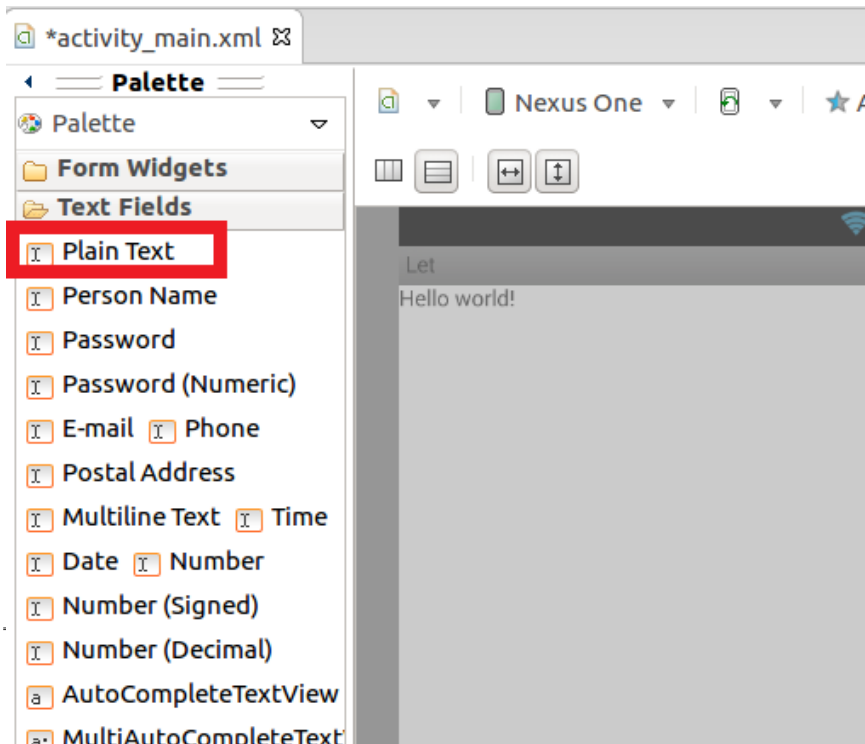 *activity_main.xml
Palette
Palette
Nexus One
Form Widgets
Text Fields
Plain Text
Let
Person Name
Hello world!
Password
Password (Numeric)
E-mail Phone
Postal Address
Multiline Text Time
Date Number
Number (Signed)
Number (Decimal)
AutoCompleteTextView
MultiAutoCompleteText